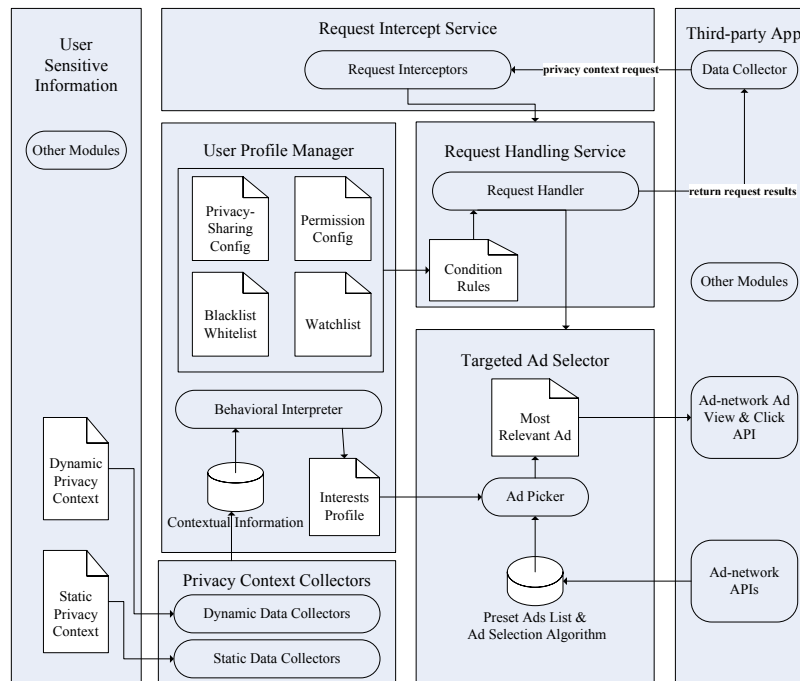 User
Sensitive
Information
Other Modules
Dynamic
Privacy
Context
Static
Privacy
Context
Request Intercept Service
Request Interceptors
privacy context request
User Profile Manager
Privacy-
Sharing
Config
Permission
Config
Blacklist
Whitelist
Watchlist
Behavioral Interpreter
Contextual Information
Interests
Profile
Privacy Context Collectors
Dynamic Data Collectors
Static Data Collectors
Request Handling Service
Request Handler
return request results
Condition
Rules
Targeted Ad Selector
Most
Relevant Ad
Ad Picker
Preset Ads List &
Ad Selection Algorithm
Third-party App
Data Collector
Other Modules
Ad-network Ad
View & Click
API
Ad-network
APIs